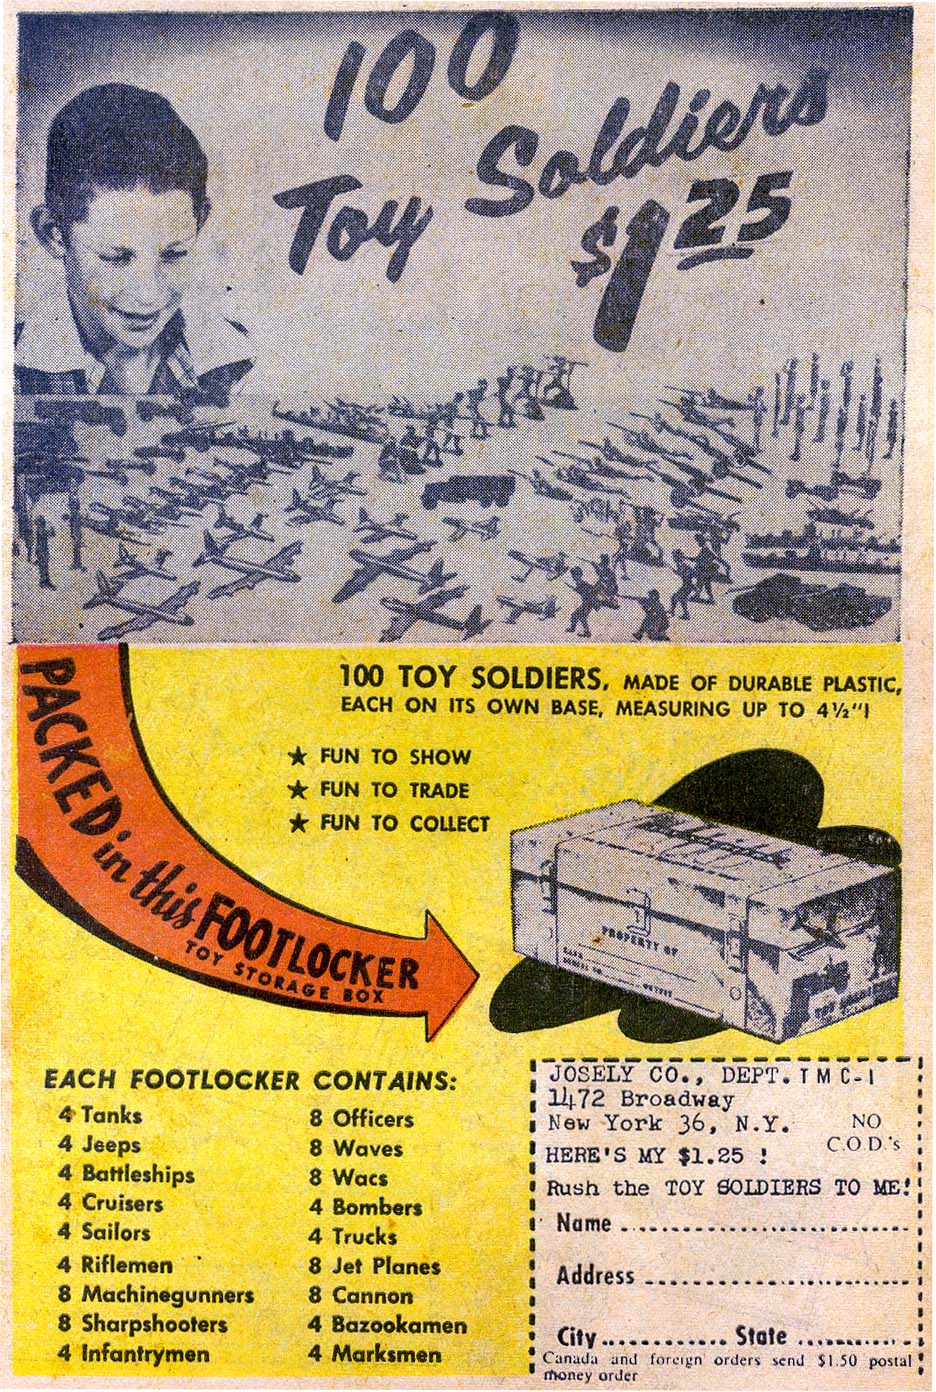 100
Toy Soldiers
$1.25
PACKED in this FOOTLOCKER
TOY STORAGE BOX
100 TOY SOLDIERS, MADE OF DURABLE PLASTIC,
EACH ON ITS OWN BASE, MEASURING UP TO 4½"!
★ FUN TO SHOW
★ FUN TO TRADE
★ FUN TO COLLECT
PROPERTY OF
EACH FOOTLOCKER CONTAINS:
4 Tanks
4 Jeeps
4 Battleships
4 Cruisers
4 Sailors
4 Riflemen
8 Machinegunners
8 Sharpshooters
4 Infantrymen
8 Officers
8 Waves
8 Wacs
4 Bombers
4 Trucks
8 Jet Planes
8 Cannon
4 Bazookamen
4 Marksmen
JOSELY CO., DEPT. TMC-1
1472 Broadway
New York 36, N.Y.
NO
C.O.D.'s
HERE'S MY $1.25 !
Rush the TOY SOLDIERS TO ME!
Name
Address
City State
Canada and foreign orders send $1.50 postal
money order